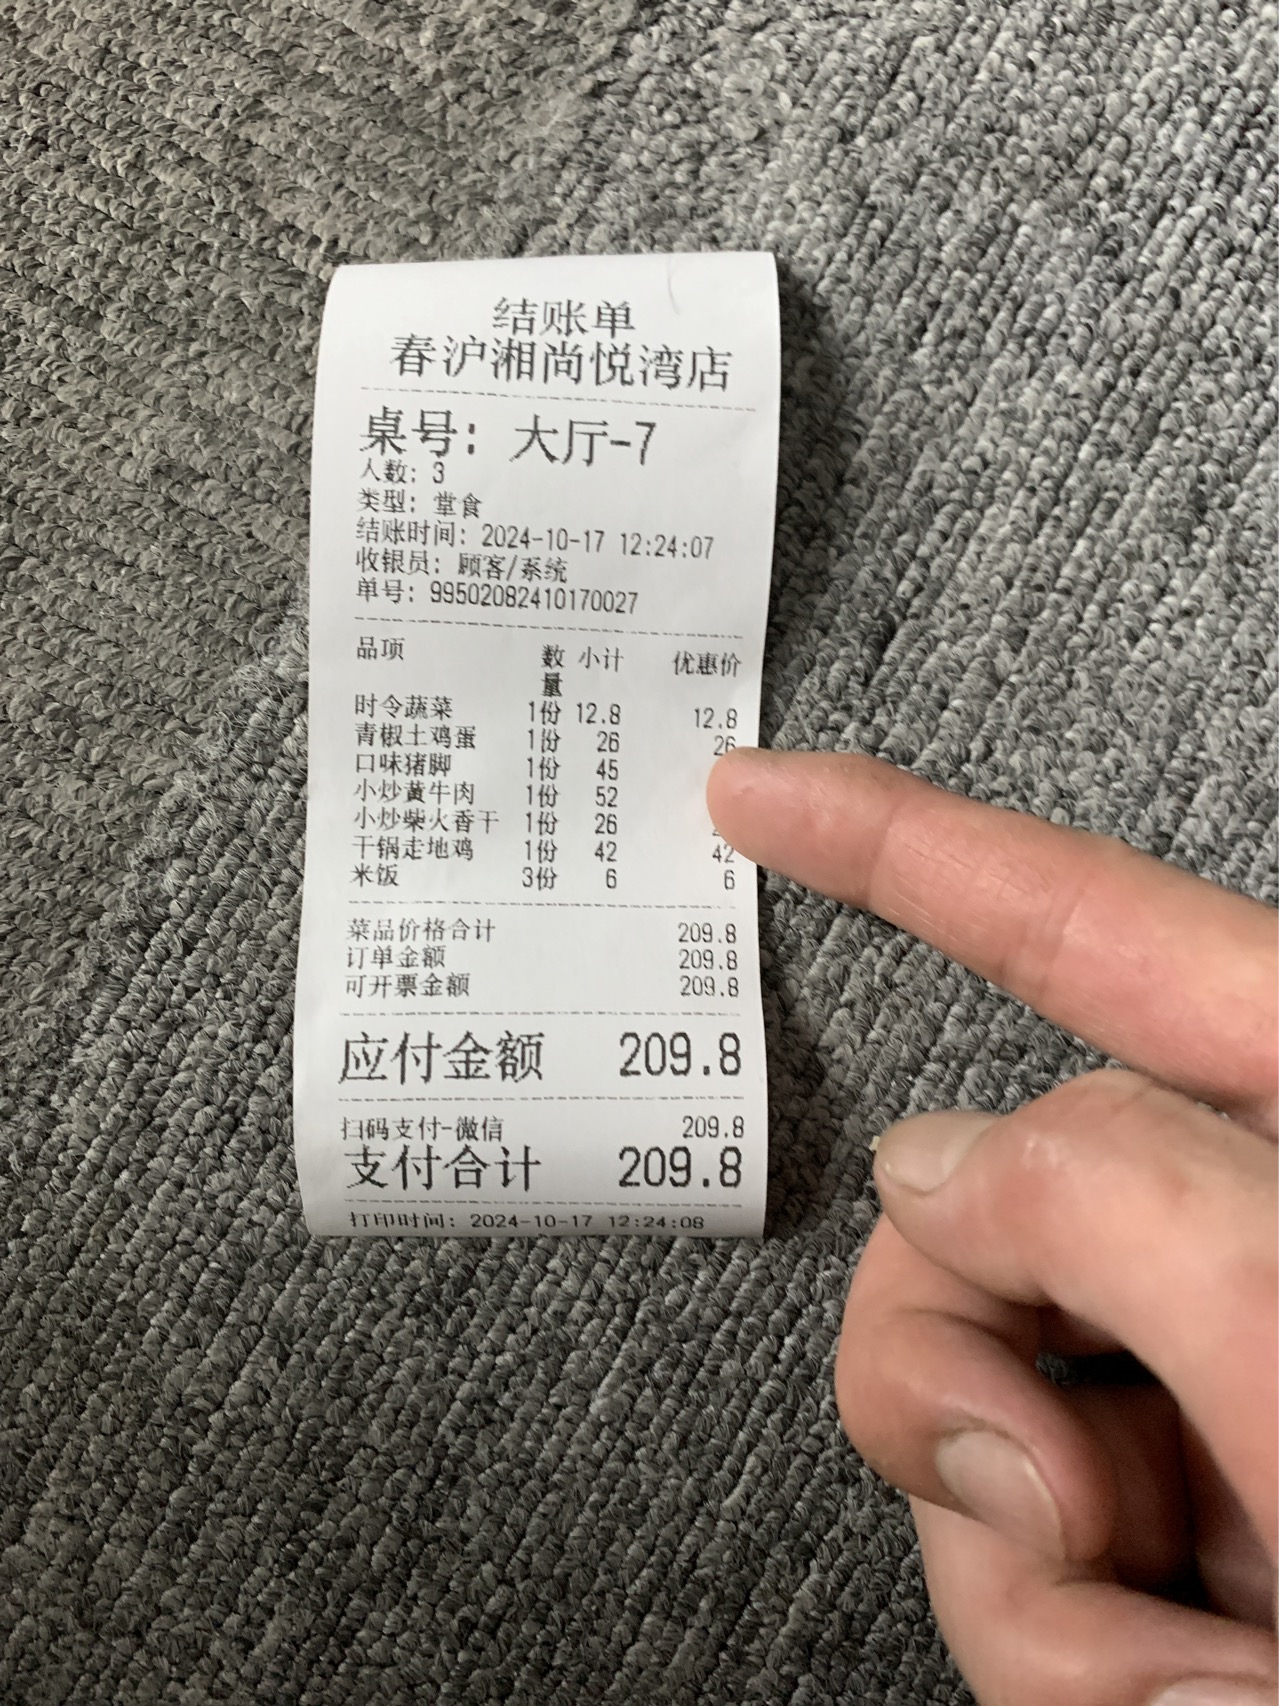 结账单
春沪湘尚悦湾店
桌号: 大厅-7
人数: 3
类型: 堂食
结账时间: 2024-10-17 12:24:07
收银员: 顾客/系统
单号: 99502082410170027
品项 数量 小计 优惠价
时令蔬菜 1份 12.8 12.8
青椒土鸡蛋 1份 26 26
口味猪脚 1份 45
小炒黄牛肉 1份 52
小炒柴火香干 1份 26
干锅走地鸡 1份 42 42
米饭 3份 6 6
菜品价格合计 209.8
订单金额 209.8
可开票金额 209.8
应付金额 209.8
扫码支付-微信 209.8
支付合计 209.8
打印时间: 2024-10-17 12:24:08